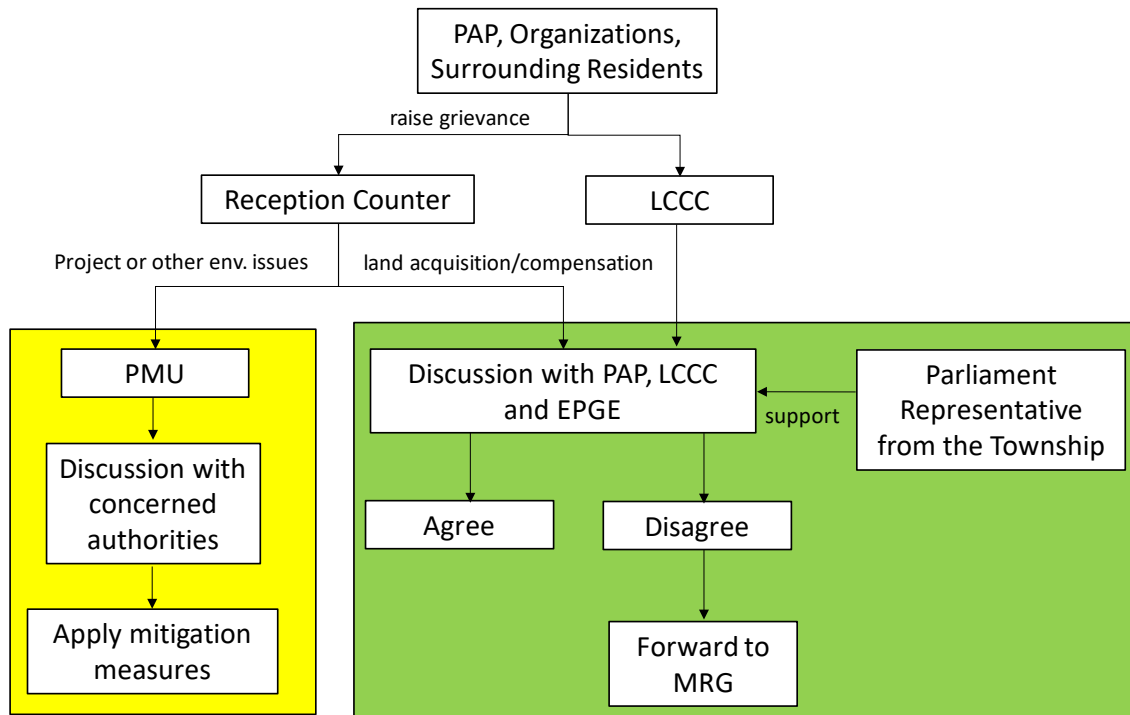 PAP, Organizations,
Surrounding Residents
raise grievance
Reception Counter
LCCC
Project or other env. issues
land acquisition/compensation
PMU
Discussion with
concerned
authorities
Apply mitigation
measures
Discussion with PAP, LCCC
and EPGE
support
Parliament
Representative
from the Township
Agree
Disagree
Forward to
MRG